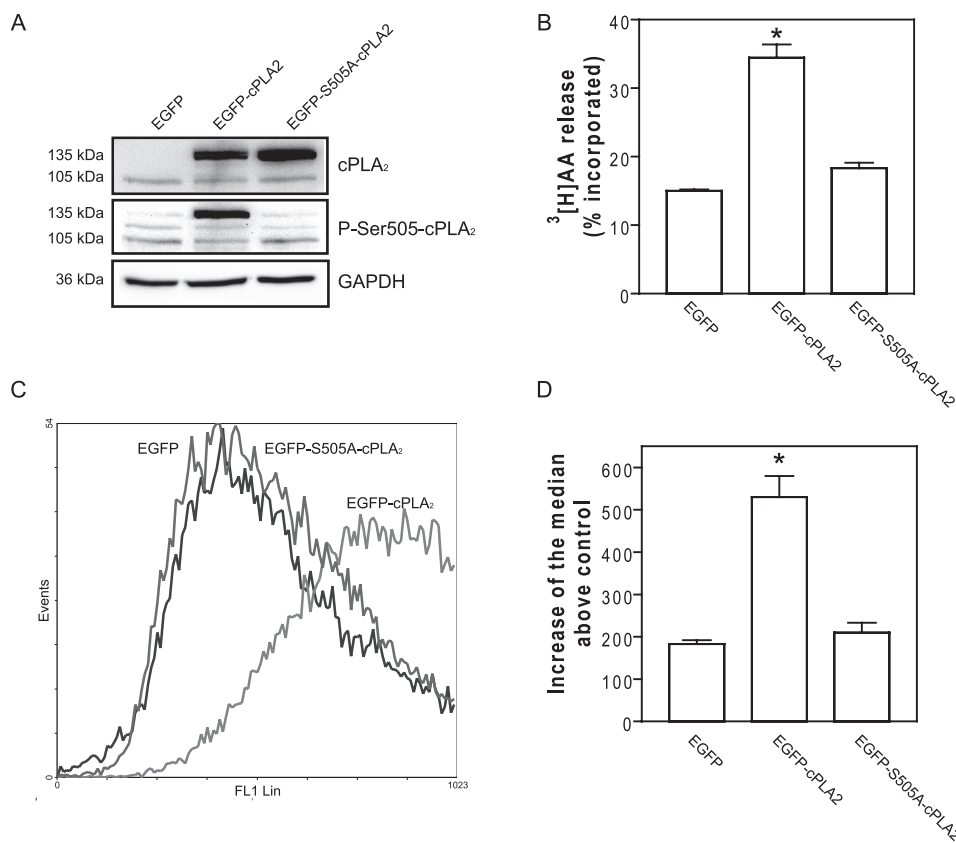 A
EGFP
EGFP-cPLA2
EGFP-S505A-cPLA2
135 kDa
105 kDa
cPLA₂
135 kDa
105 kDa
P-Ser505-cPLA₂
36 kDa
GAPDH
B
³[H]AA release
(% incorporated)
40
30
20
10
0
*
EGFP
EGFP-cPLA2
EGFP-S505A-cPLA2
C
54
Events
0
EGFP
EGFP-S505A-cPLA₂
EGFP-cPLA₂
0
FL1 Lin
1023
D
Increase of the median
above control
600
500
400
300
200
100
0
*
EGFP
EGFP-cPLA2
EGFP-S505A-cPLA2